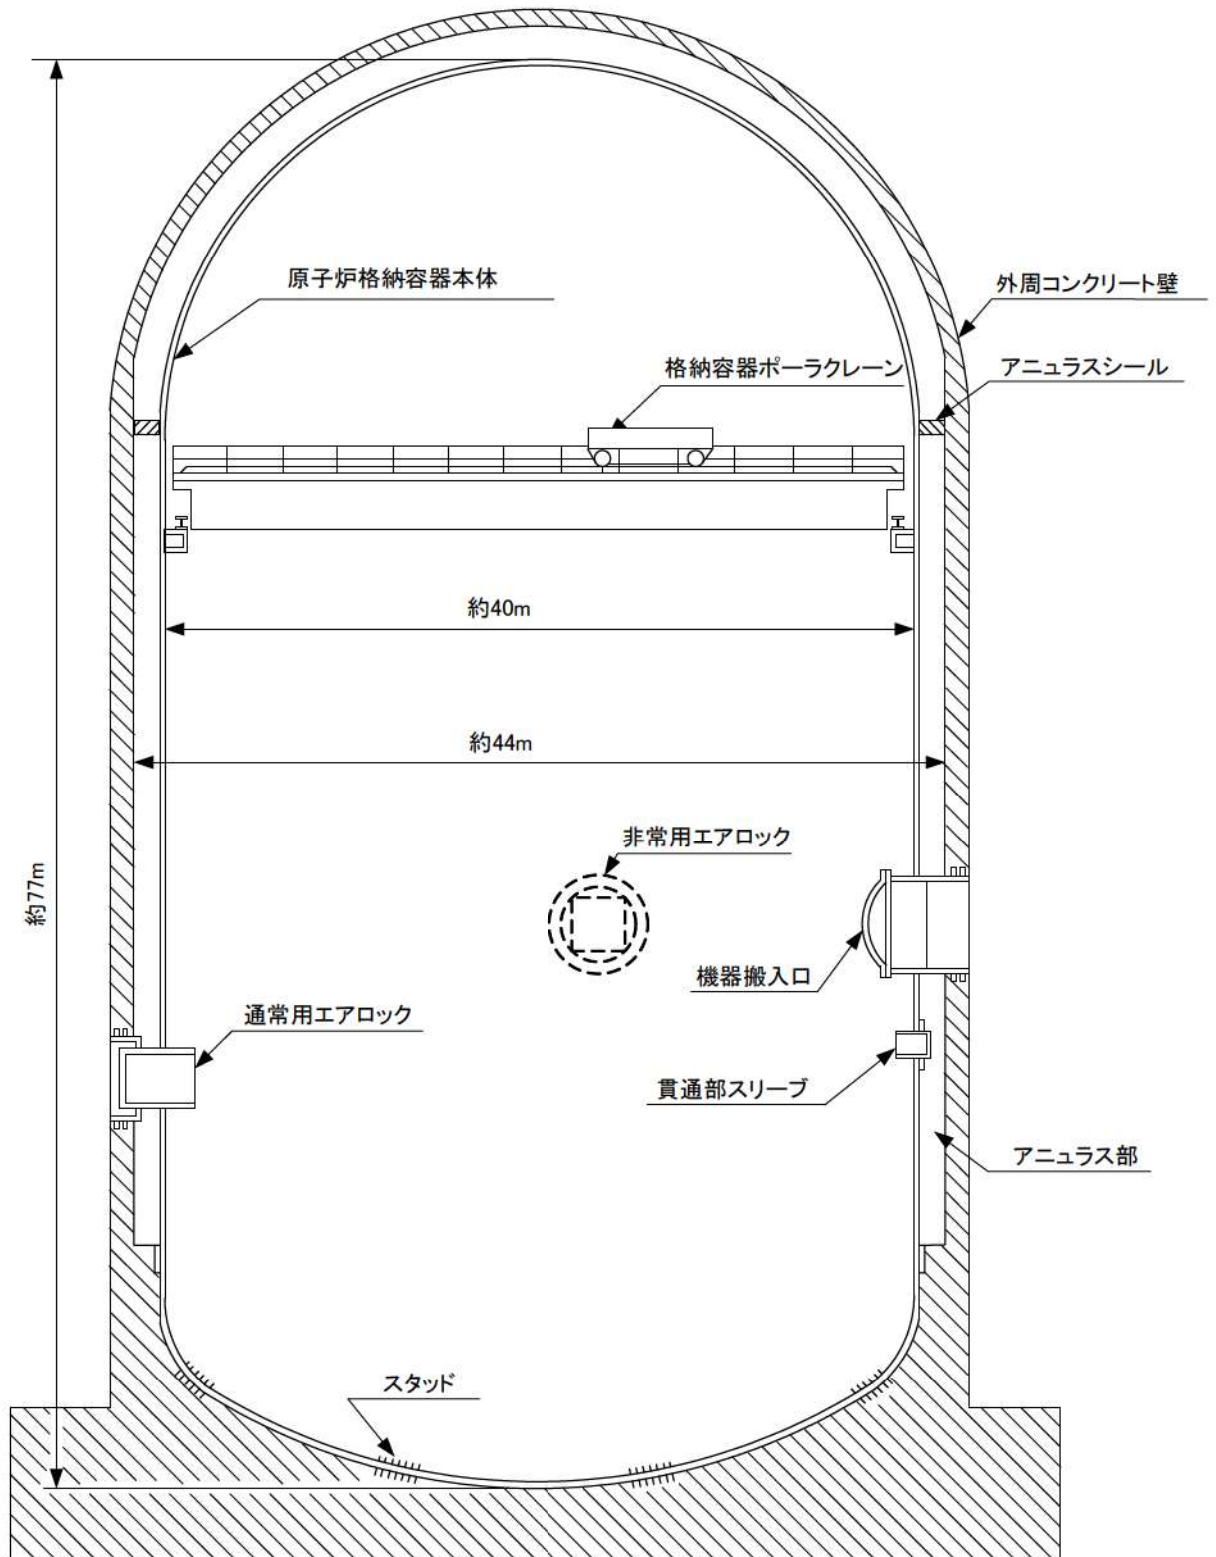 原子炉格納容器本体
外周コンクリート壁
格納容器ポーラクレーン
アニュラスシール
約40m
約44m
非常用エアロック
約77m
機器搬入口
通常用エアロック
貫通部スリーブ
アニュラス部
スタッド